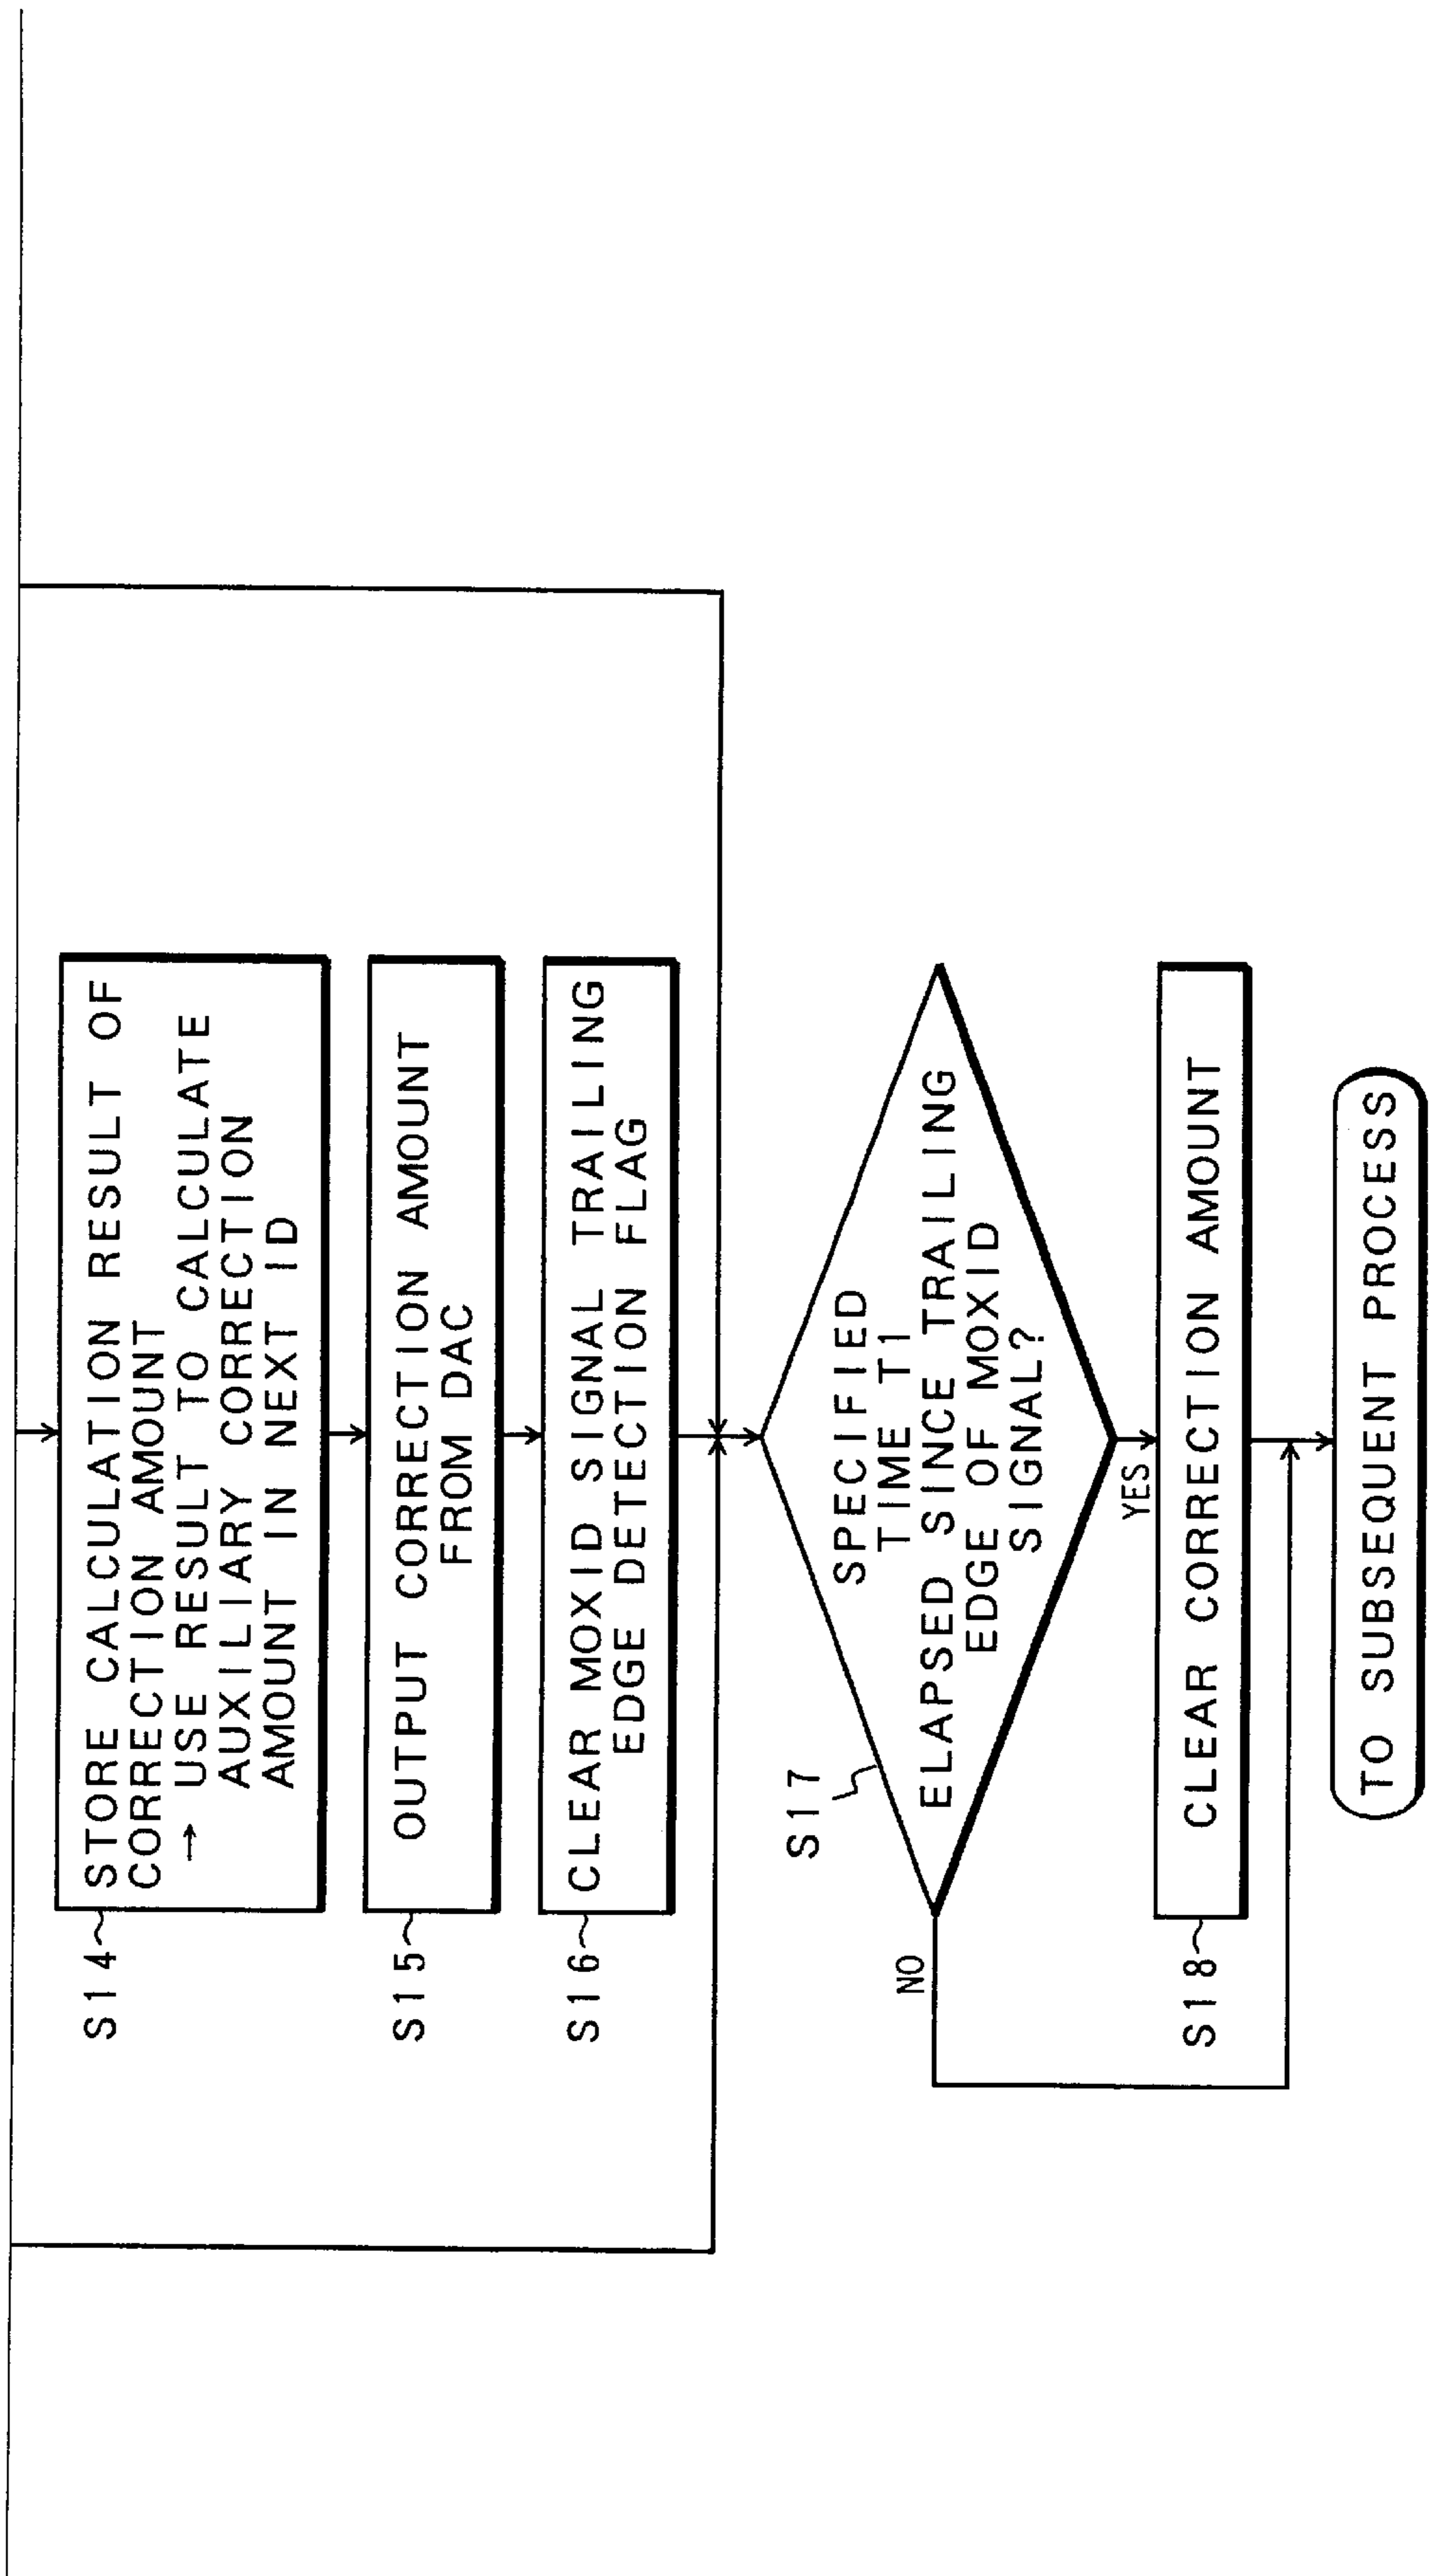 S14
STORE CALCULATION RESULT OF
CORRECTION AMOUNT
→ USE RESULT TO CALCULATE
AUXILIARY CORRECTION
AMOUNT IN NEXT ID
S15
OUTPUT CORRECTION AMOUNT
FROM DAC
S16
CLEAR MOXID SIGNAL TRAILING
EDGE DETECTION FLAG
S17
SPECIFIED
TIME T1
ELAPSED SINCE TRAILING
EDGE OF MOXID
SIGNAL?
NO
YES
S18
CLEAR CORRECTION AMOUNT
TO SUBSEQUENT PROCESS